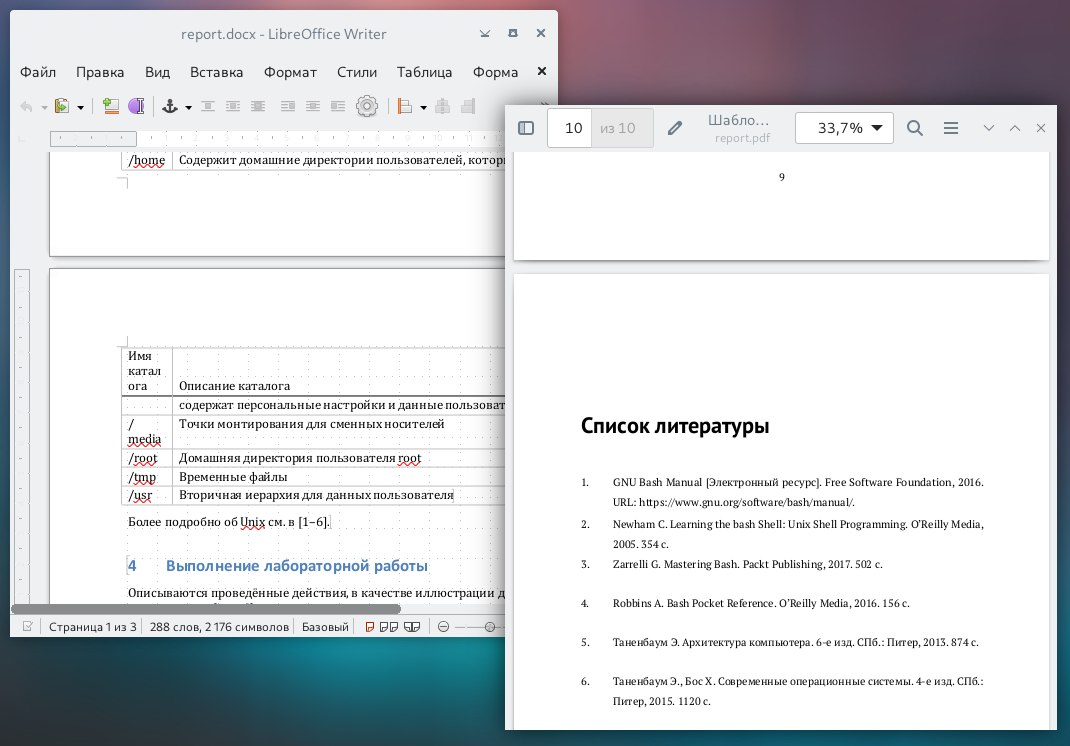 report.docx - LibreOffice Writer
Файл Правка Вид Вставка Формат Стили Таблица Форма
/home Содержит домашние директории пользователей,
Имя
катал
ога Описание каталога
содержат персональные настройки и данные
/ Точки монтирования для сменных носителей
media
/root Домашняя директория пользователя root
/tmp Временные файлы
/usr Вторичная иерархия для данных пользователя
Более подробно об Unix см. в [1–6].
4 Выполнение лабораторной работы
Описываются проведённые действия, в качестве иллюстрации
Страница 1 из 3 288 слов, 2 176 символов Базовый
10 из 10 Шабло... 33,7%
report.pdf
9
Список литературы
1. GNU Bash Manual [Электронный ресурс]. Free Software Foundation, 2016.
URL: https://www.gnu.org/software/bash/manual/.
2. Newham C. Learning the bash Shell: Unix Shell Programming. O’Reilly Media,
2005. 354 с.
3. Zarrelli G. Mastering Bash. Packt Publishing, 2017. 502 с.
4. Robbins A. Bash Pocket Reference. O’Reilly Media, 2016. 156 с.
5. Таненбаум Э. Архитектура компьютера. 6-е изд. СПб.: Питер, 2013. 874 с.
6. Таненбаум Э., Бос Х. Современные операционные системы. 4-е изд. СПб.:
Питер, 2015. 1120 с.